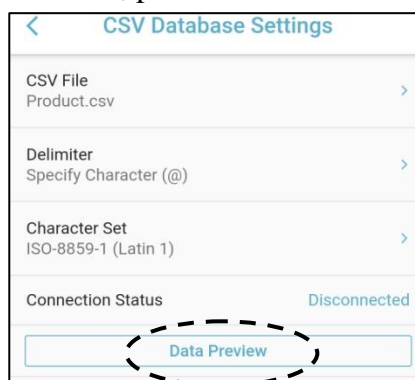 CSV Database Settings
CSV File
Product.csv
Delimiter
Specify Character (@)
Character Set
ISO-8859-1 (Latin 1)
Connection Status Disconnected
Data Preview